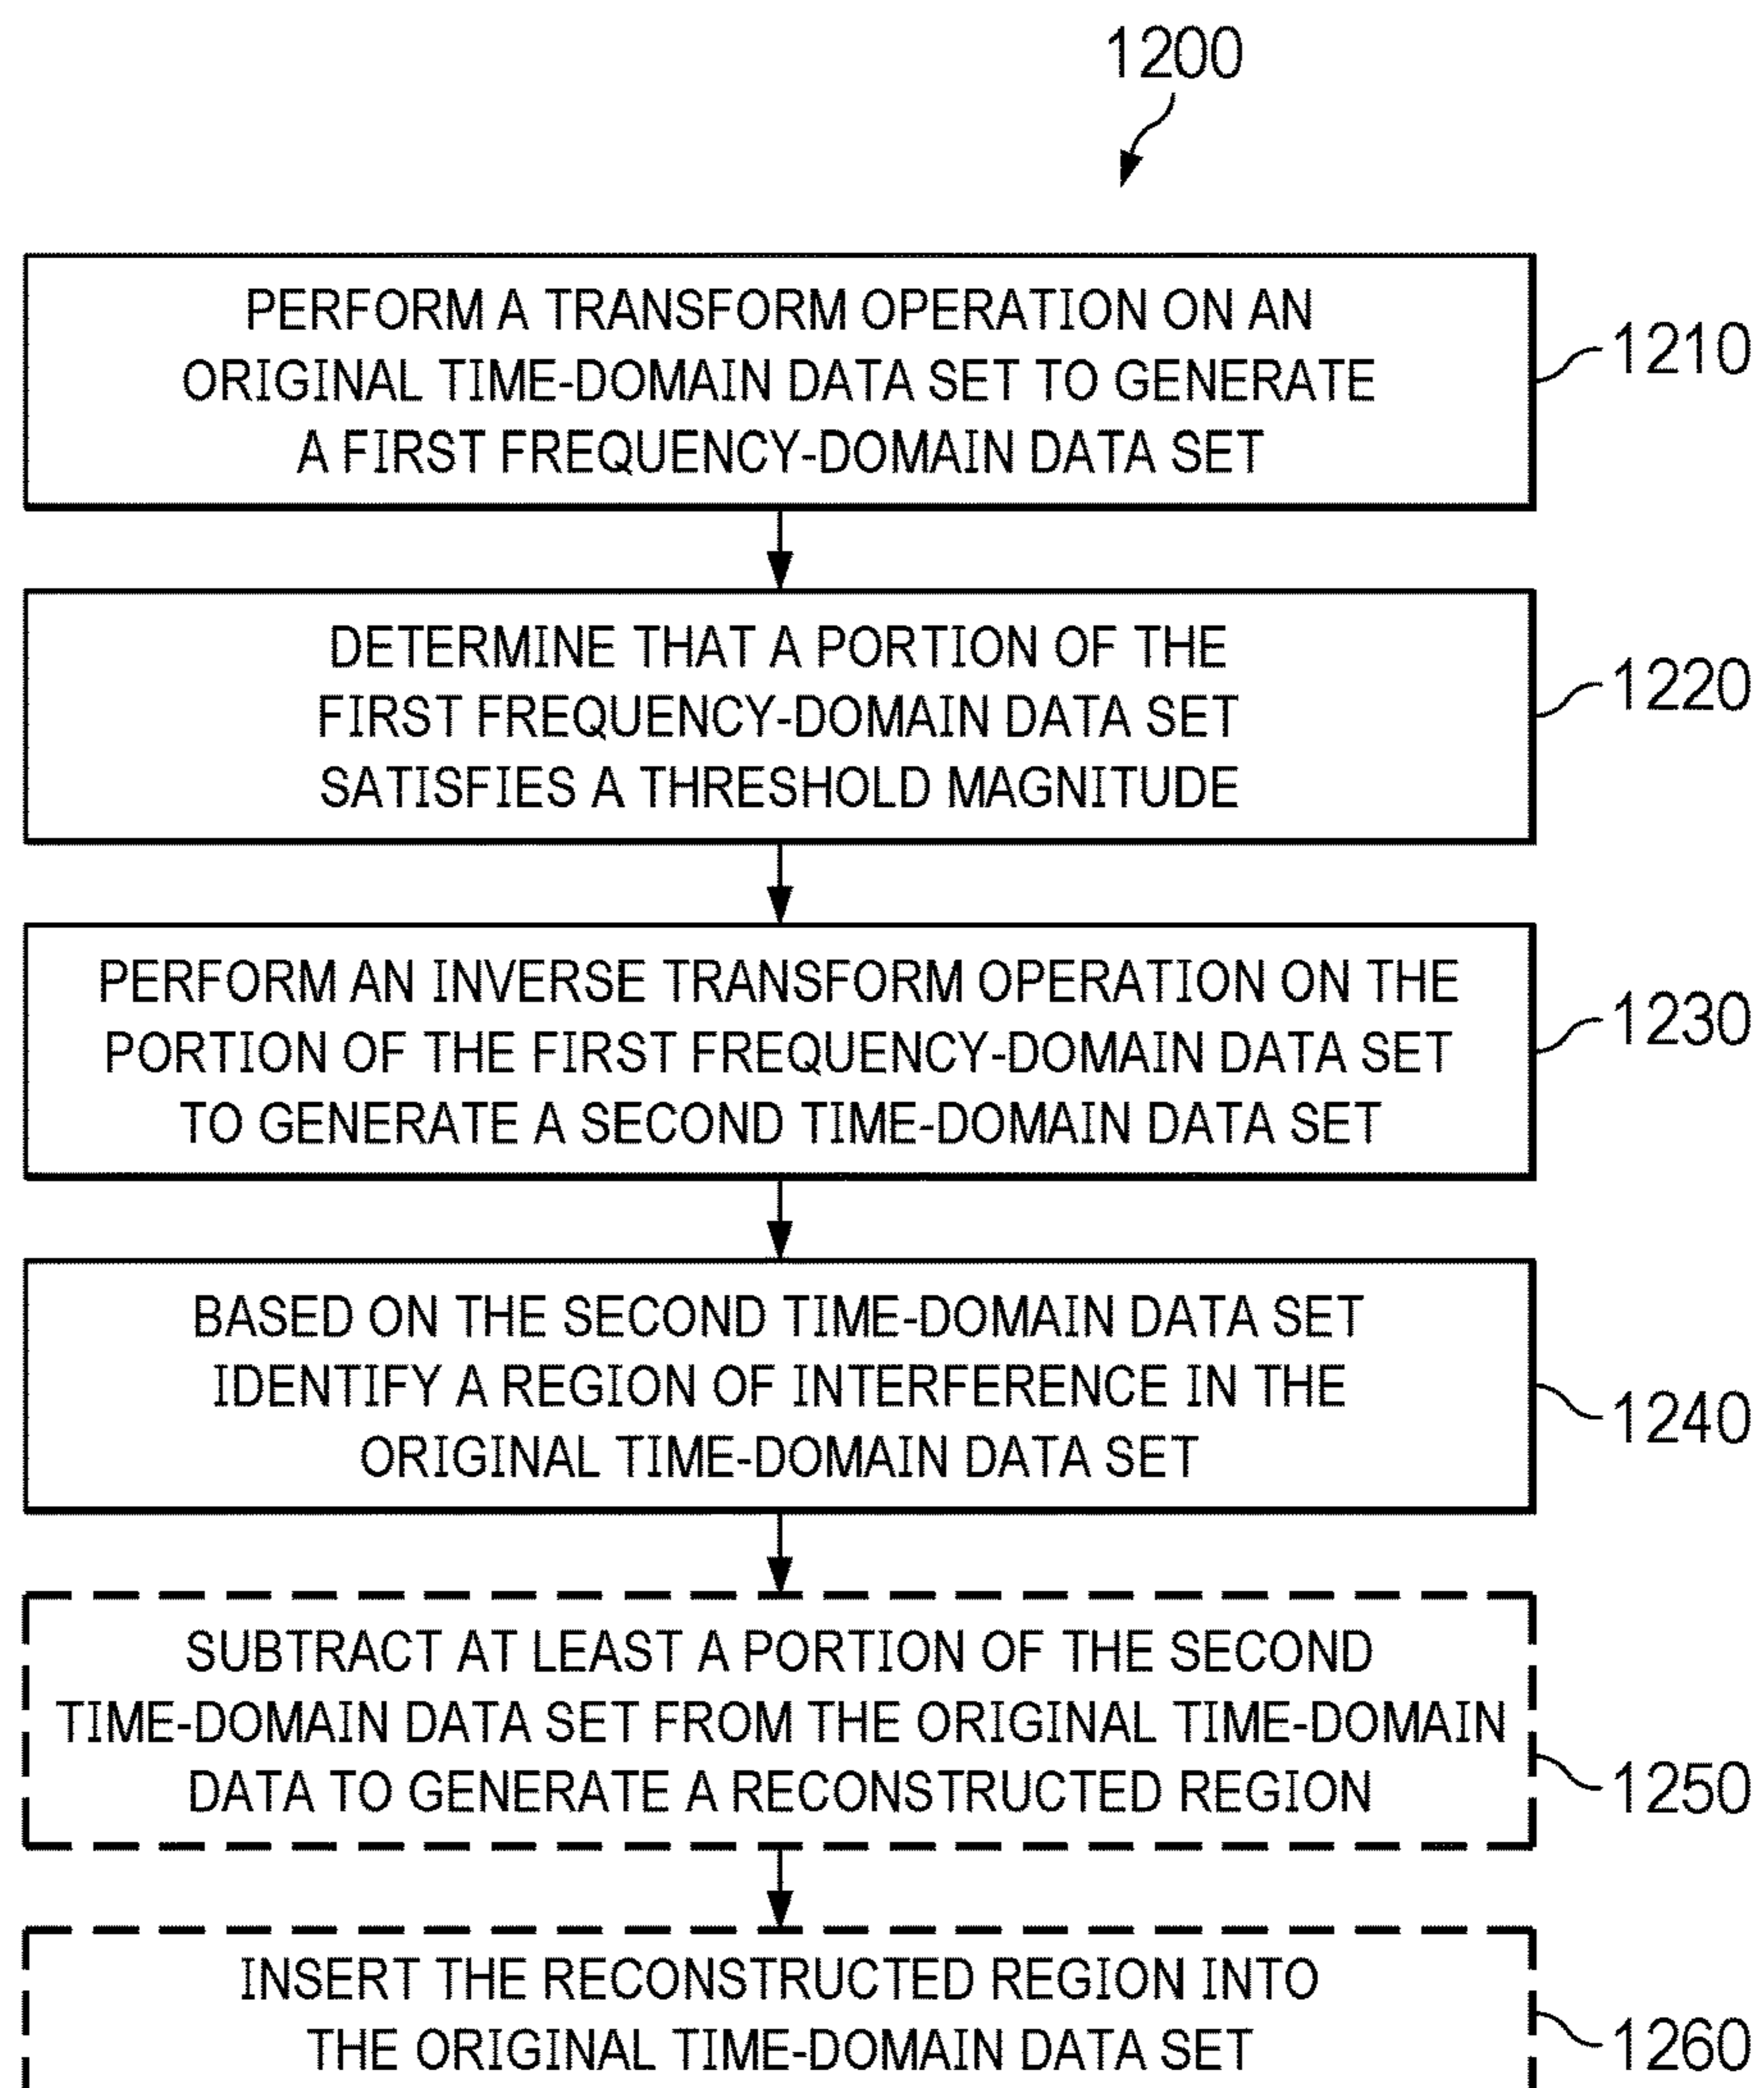 1200
PERFORM A TRANSFORM OPERATION ON AN
ORIGINAL TIME-DOMAIN DATA SET TO GENERATE
A FIRST FREQUENCY-DOMAIN DATA SET
1210
DETERMINE THAT A PORTION OF THE
FIRST FREQUENCY-DOMAIN DATA SET
SATISFIES A THRESHOLD MAGNITUDE
1220
PERFORM AN INVERSE TRANSFORM OPERATION ON THE
PORTION OF THE FIRST FREQUENCY-DOMAIN DATA SET
TO GENERATE A SECOND TIME-DOMAIN DATA SET
1230
BASED ON THE SECOND TIME-DOMAIN DATA SET
IDENTIFY A REGION OF INTERFERENCE IN THE
ORIGINAL TIME-DOMAIN DATA SET
1240
SUBTRACT AT LEAST A PORTION OF THE SECOND
TIME-DOMAIN DATA SET FROM THE ORIGINAL TIME-DOMAIN
DATA TO GENERATE A RECONSTRUCTED REGION
1250
INSERT THE RECONSTRUCTED REGION INTO
THE ORIGINAL TIME-DOMAIN DATA SET
1260